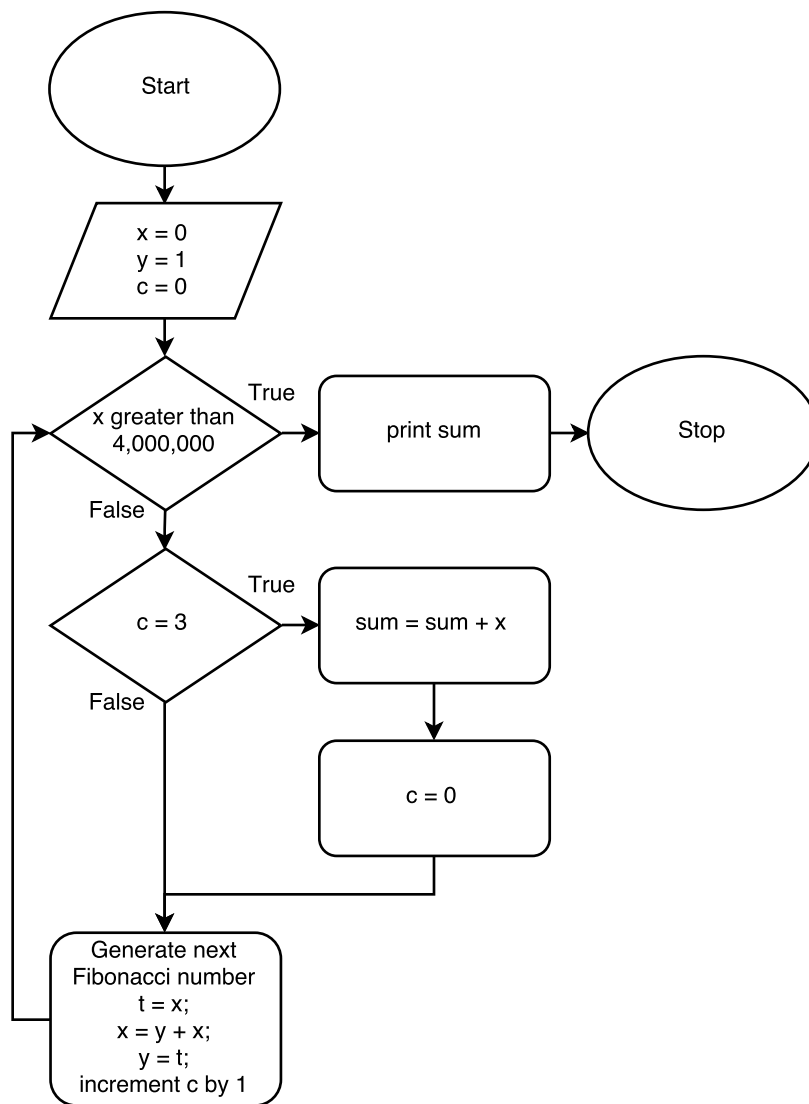 Start
x = 0
y = 1
c = 0
x greater than
4,000,000
True
print sum
Stop
False
c = 3
True
sum = sum + x
False
c = 0
Generate next
Fibonacci number
t = x;
x = y + x;
y = t;
increment c by 1